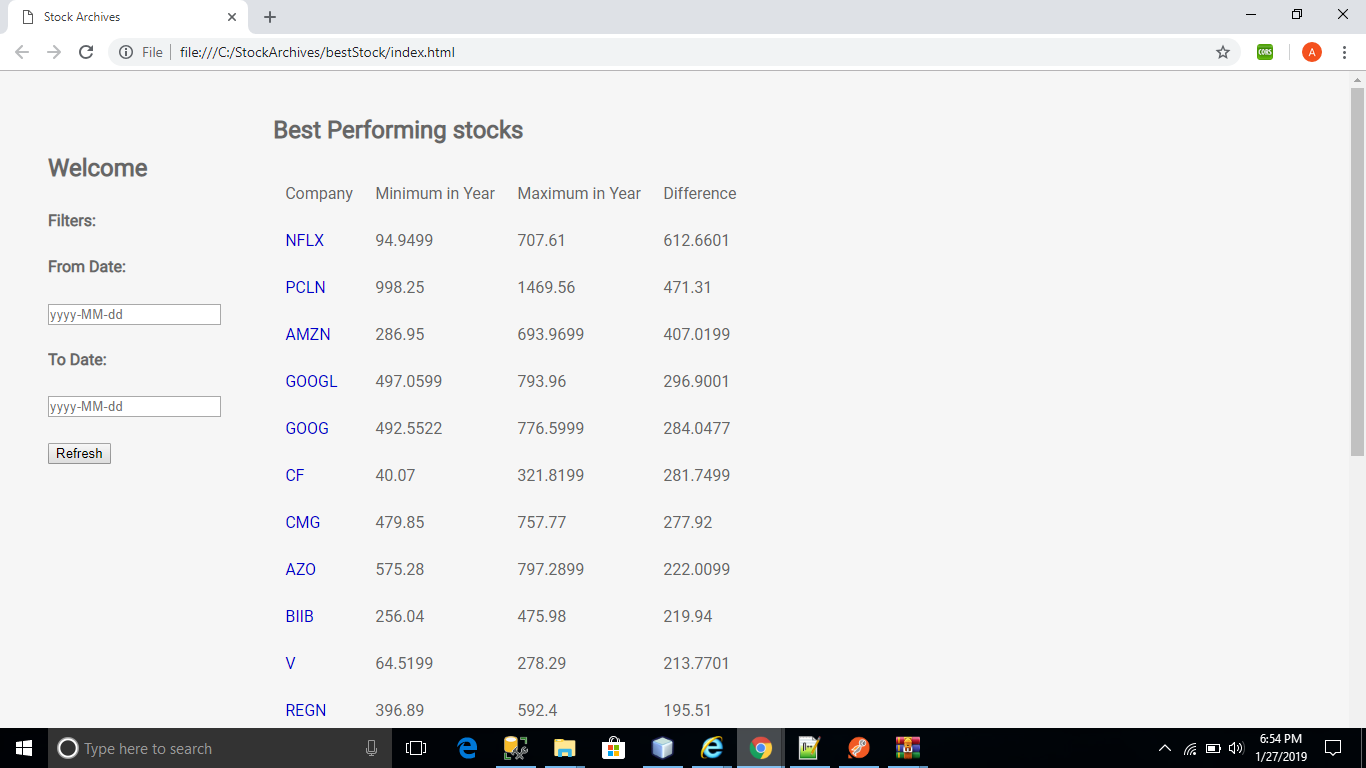 Stock Archives
File file:///C:/StockArchives/bestStock/index.html
CORS
A
Welcome
Filters:
From Date:
yyyy-MM-dd
To Date:
yyyy-MM-dd
Refresh
Best Performing stocks
Company Minimum in Year Maximum in Year Difference
NFLX 94.9499 707.61 612.6601
PCLN 998.25 1469.56 471.31
AMZN 286.95 693.9699 407.0199
GOOGL 497.0599 793.96 296.9001
GOOG 492.5522 776.5999 284.0477
CF 40.07 321.8199 281.7499
CMG 479.85 757.77 277.92
AZO 575.28 797.2899 222.0099
BIIB 256.04 475.98 219.94
V 64.5199 278.29 213.7701
REGN 396.89 592.4 195.51
Type here to search
6:54 PM
1/27/2019